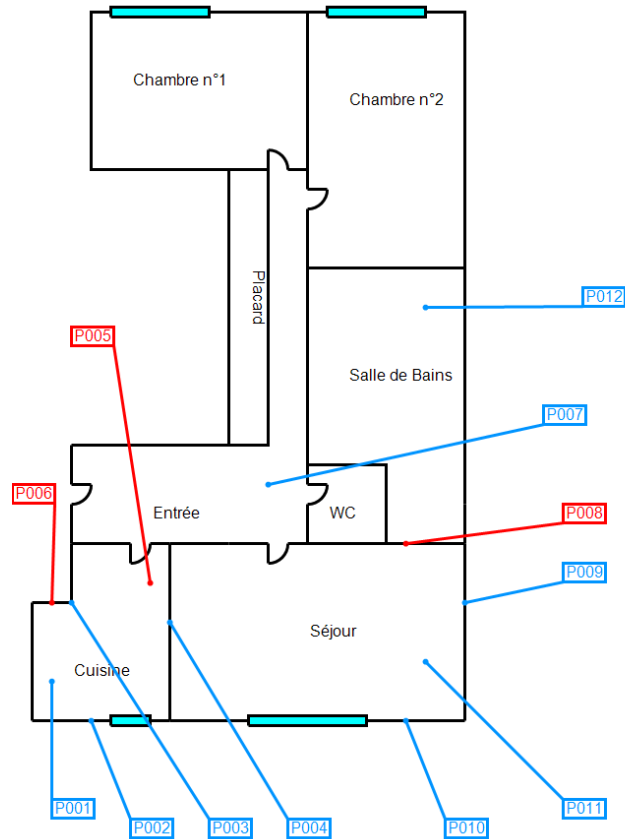 Chambre n°1
Chambre n°2
Placard
P012
P005
Salle de Bains
P007
P006
Entrée
WC
P008
P009
Séjour
Cuisine
P001
P002
P003
P004
P010
P011